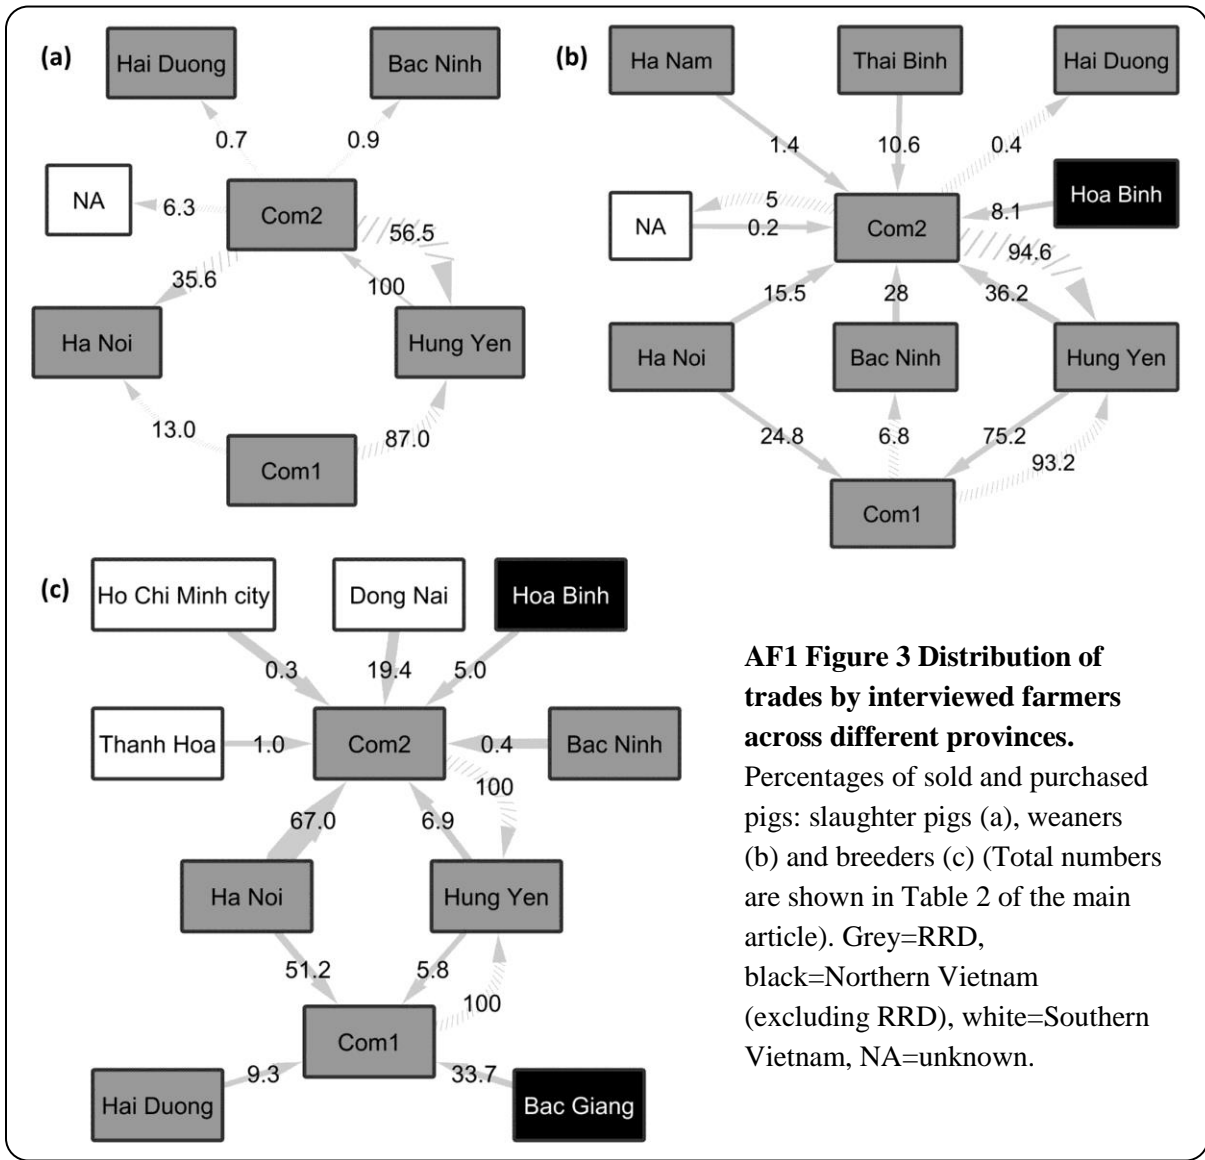 (a)
Hai Duong
Bac Ninh
0.7
0.9
NA
6.3
Com2
56.5
35.6
100
Ha Noi
Hung Yen
13.0
87.0
Com1
(b)
Ha Nam
Thai Binh
Hai Duong
1.4
10.6
0.4
NA
5
0.2
Com2
8.1
Hoa Binh
94.6
15.5
28
36.2
Ha Noi
Bac Ninh
Hung Yen
24.8
6.8
75.2
93.2
Com1
(c)
Ho Chi Minh city
Dong Nai
Hoa Binh
0.3
19.4
5.0
Thanh Hoa
1.0
Com2
0.4
Bac Ninh
100
67.0
6.9
Ha Noi
Hung Yen
51.2
5.8
100
Com1
9.3
33.7
Hai Duong
Bac Giang
AF1 Figure 3 Distribution of
trades by interviewed farmers
across different provinces.
Percentages of sold and purchased
pigs: slaughter pigs (a), weaners
(b) and breeders (c) (Total numbers
are shown in Table 2 of the main
article). Grey=RRD,
black=Northern Vietnam
(excluding RRD), white=Southern
Vietnam, NA=unknown.